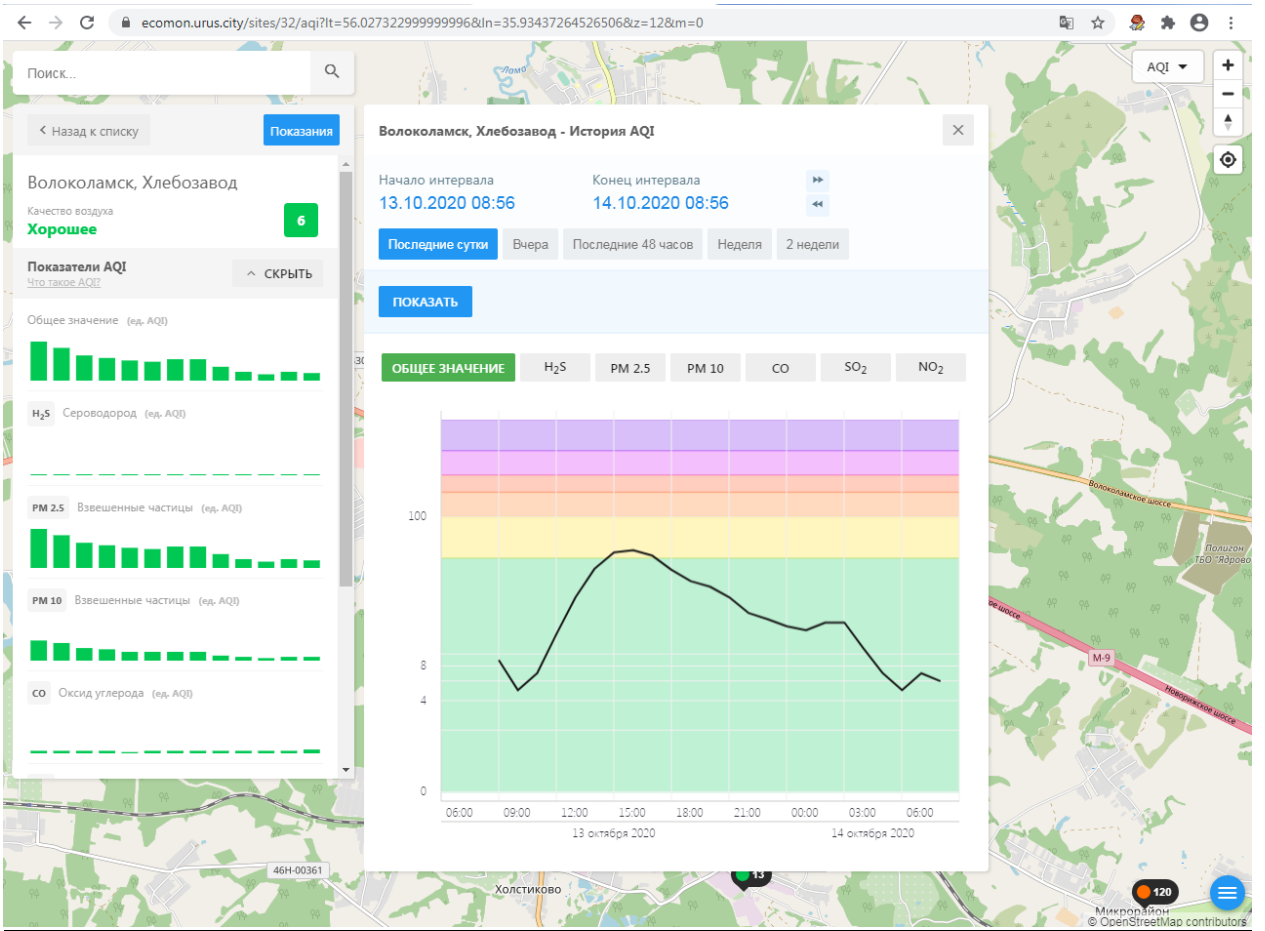 ecomon.urus.city/sites/32/aqi?lt=56.0273229999999996&ln=35.93437264526506&z=12&m=0
Поиск...
AQI
Назад к списку
Показания
Волоколамск, Хлебозавод
Качество воздуха
Хорошее
6
Показатели AQI
Что такое AQI?
СКРЫТЬ
Общее значение (ед. AQI)
H₂S Сероводород (ед. AQI)
PM 2.5 Взвешенные частицы (ед. AQI)
PM 10 Взвешенные частицы (ед. AQI)
CO Оксид углерода (ед. AQI)
Волоколамск, Хлебозавод - История AQI
Начало интервала Конец интервала
13.10.2020 08:56 14.10.2020 08:56
Последние сутки Вчера Последние 48 часов Неделя 2 недели
ПОКАЗАТЬ
ОБЩЕЕ ЗНАЧЕНИЕ H₂S PM 2.5 PM 10 CO SO₂ NO₂
100
8
4
0
06:00 09:00 12:00 15:00 18:00 21:00 00:00 03:00 06:00
13 октября 2020 14 октября 2020
Лама
Волоколамское шоссе
Полигон
ТБО "Ядрово
М-9
Новорижское шоссе
46Н-00361
Холстиково
13
120
Микрорайон
© OpenStreetMap contributors